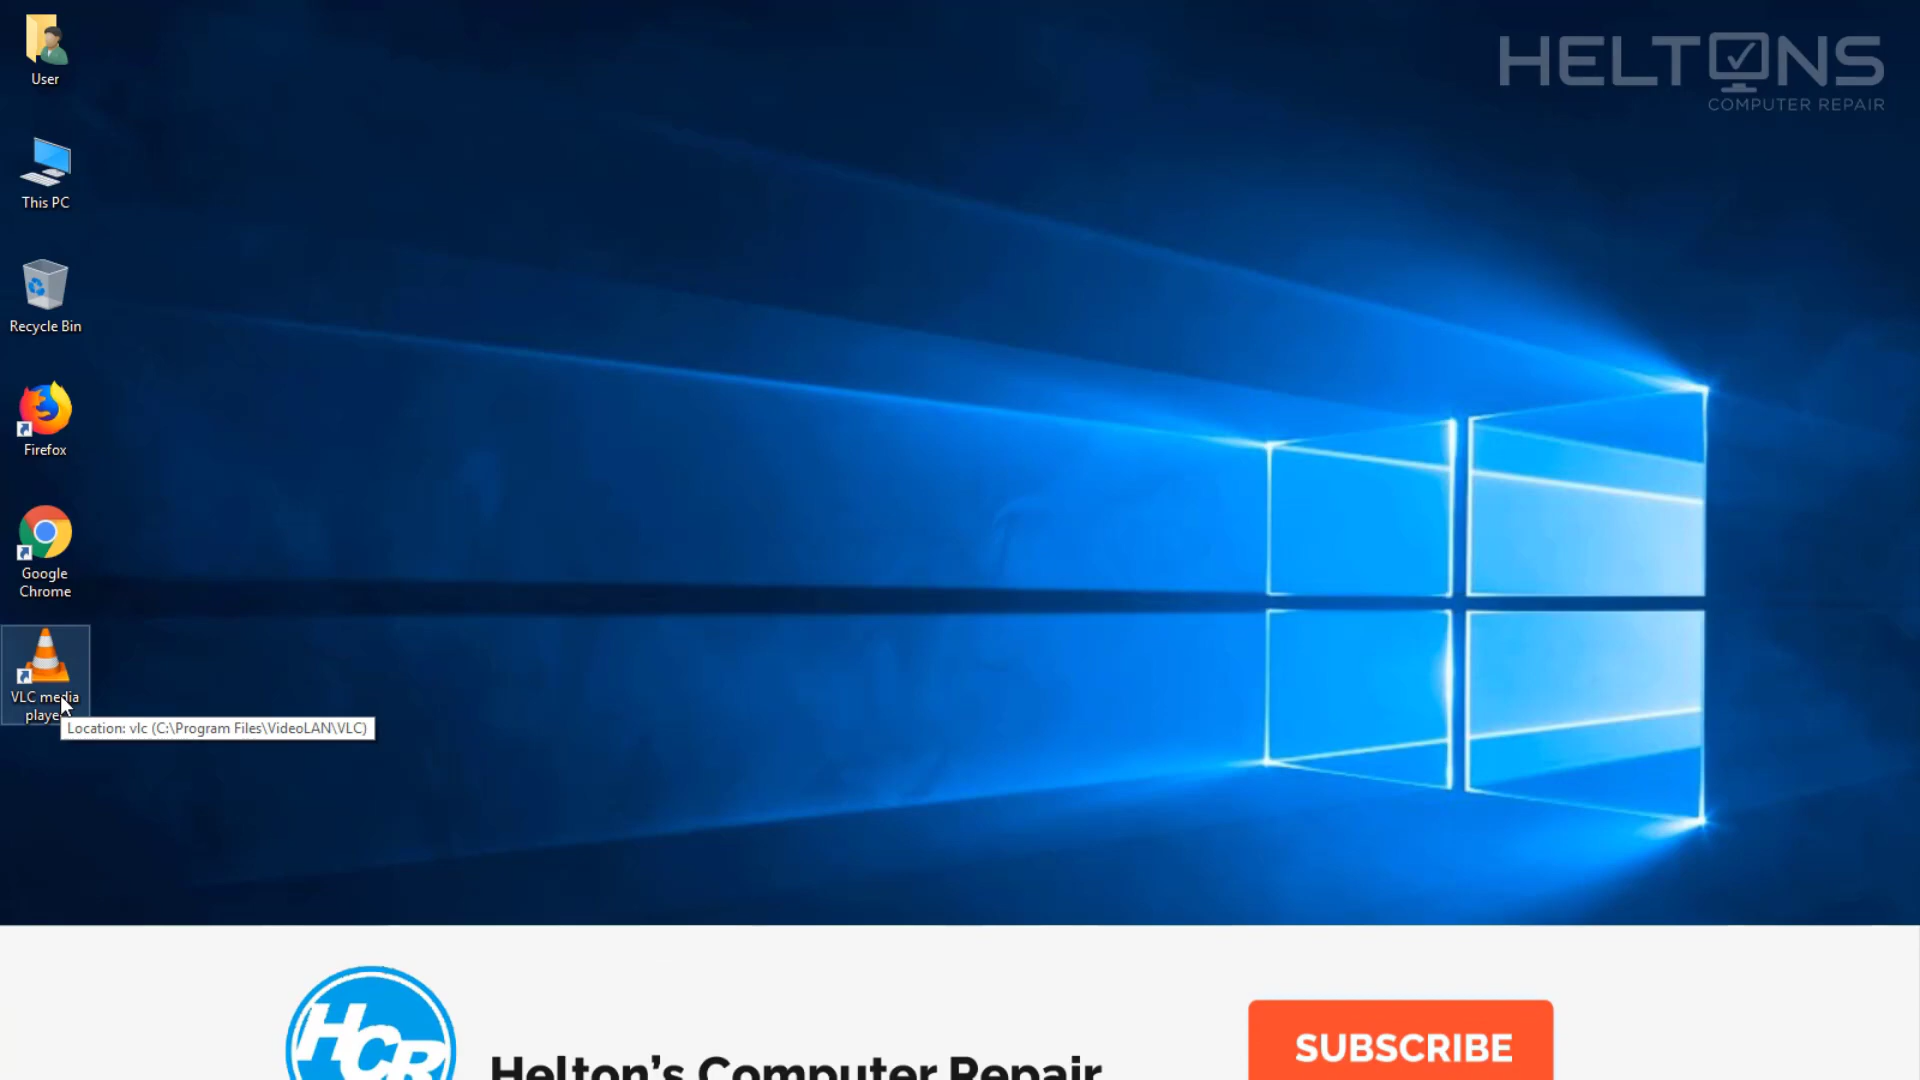 User
HELTONS
COMPUTER REPAIR
This PC
Recycle Bin
Firefox
Google
Chrome
VLC media
player
Location: vlc (C:\Program Files\VideoLAN\VLC)
HCR
Helton's Computer Repair
SUBSCRIBE